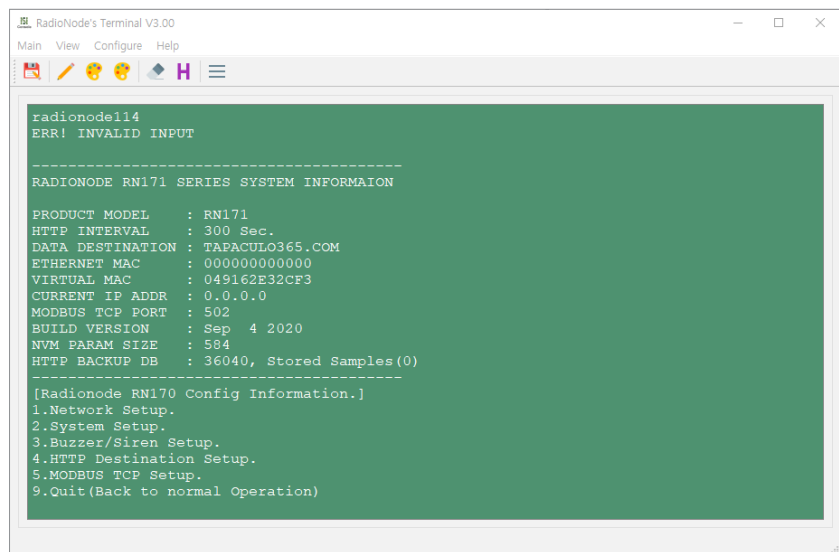 RadioNode's Terminal V3.00
Main View Configure Help
H
radionode114
ERR! INVALID INPUT
-----------------------------------------
RADIONODE RN171 SERIES SYSTEM INFORMAION
PRODUCT MODEL : RN171
HTTP INTERVAL : 300 Sec.
DATA DESTINATION : TAPACULO365.COM
ETHERNET MAC : 000000000000
VIRTUAL MAC : 049162E32CF3
CURRENT IP ADDR : 0.0.0.0
MODBUS TCP PORT : 502
BUILD VERSION : Sep 4 2020
NVM PARAM SIZE : 584
HTTP BACKUP DB : 36040, Stored Samples(0)
-----------------------------------------
[Radionode RN170 Config Information.]
1.Network Setup.
2.System Setup.
3.Buzzer/Siren Setup.
4.HTTP Destination Setup.
5.MODBUS TCP Setup.
9.Quit(Back to normal Operation)